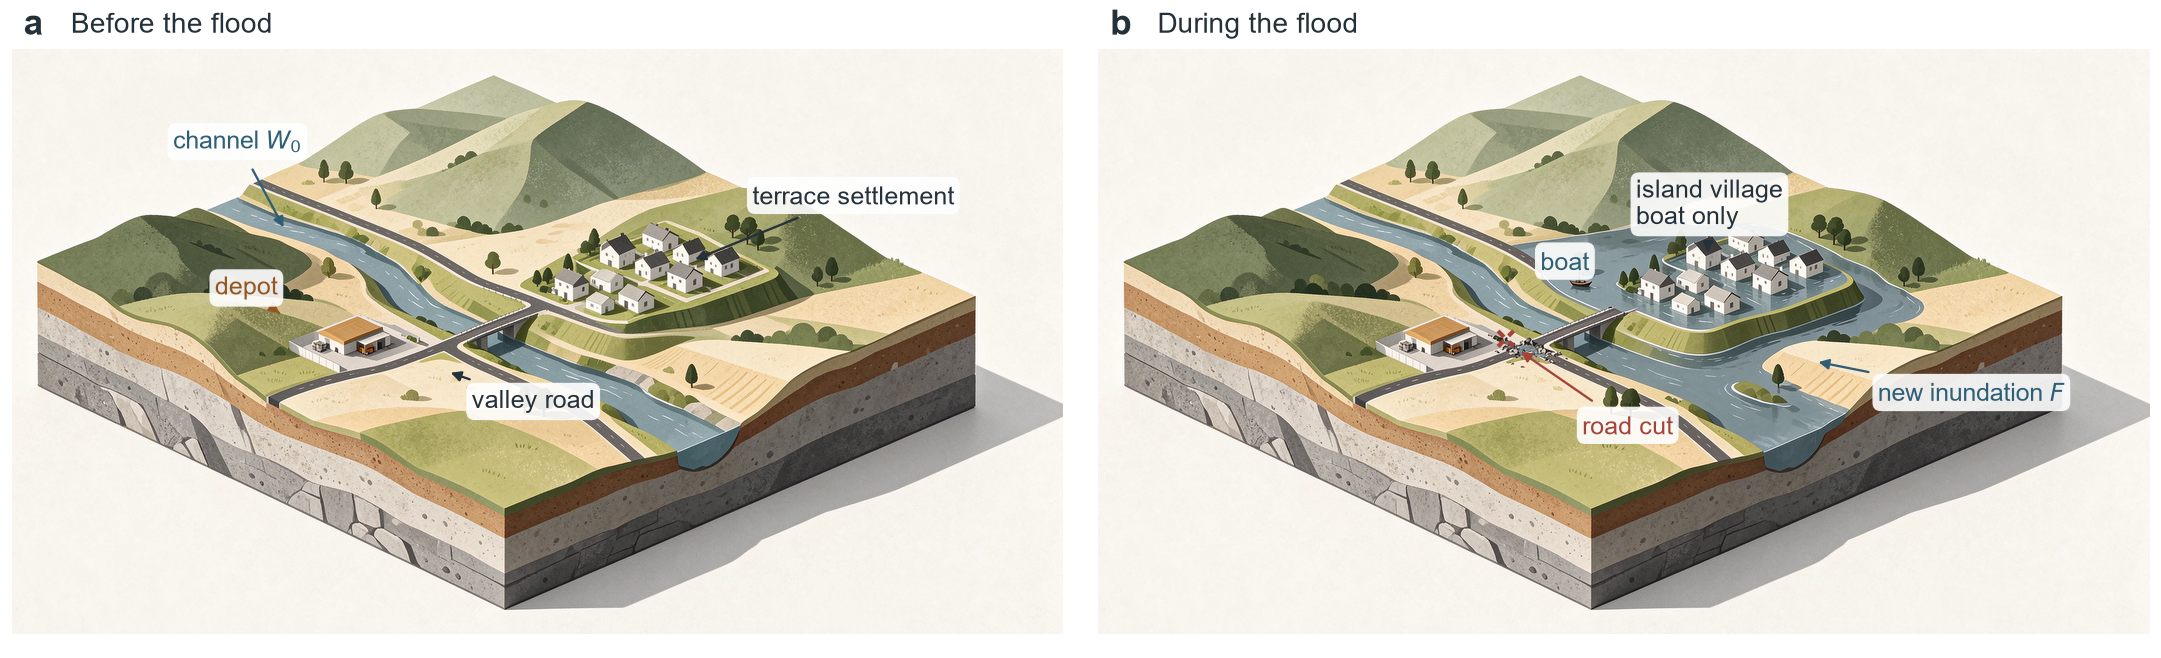 a Before the flood
channel W₀
terrace settlement
depot
valley road
b During the flood
island village
boat only
boat
new inundation F
road cut